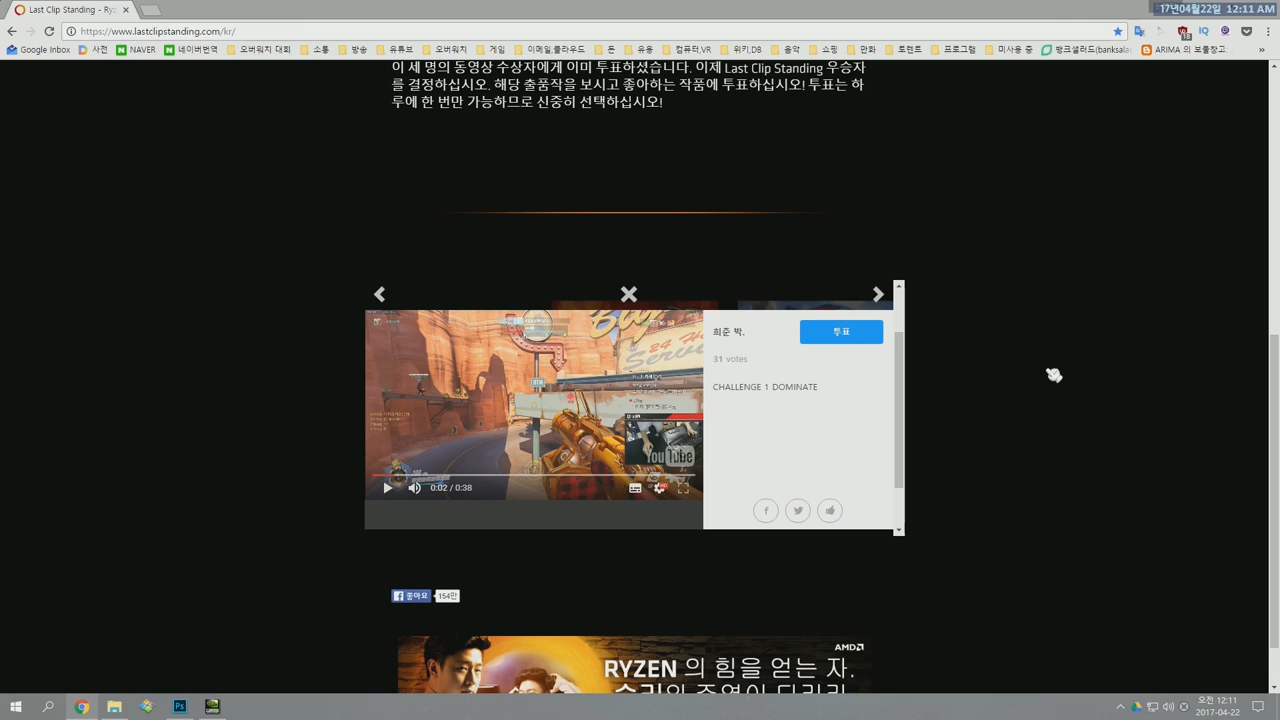 Last Clip Standing - Ryz
17년04월22일 12:11 AM
https://www.lastclipstanding.com/kr/
Google Inbox 사전 NAVER 네이버번역 오버워치 대회 소통 방송 유튜브 오버워치 게임 이메일,클라우드 돈 유용 컴퓨터,VR 위키,DB 음악 쇼핑 만화 토렌트 프로그램 미사용 중 뱅크샐러드(banksala ARIMA 의 보물창고:
이 세 명의 동영상 수상자에게 이미 투표하셨습니다. 이제 Last Clip Standing 우승자
를 결정하십시오. 해당 출품작을 보시고 좋아하는 작품에 투표하십시오! 투표는 하
루에 한 번만 가능하므로 신중히 선택하십시오!
희준 박.
투표
31 votes
CHALLENGE 1 DOMINATE
24 H
Serv
YouTube
0:02 / 0:38
HD
좋아요 154만
AMD
RYZEN 의 힘을 얻는 자.
Ps
오전 12:11
2017-04-22